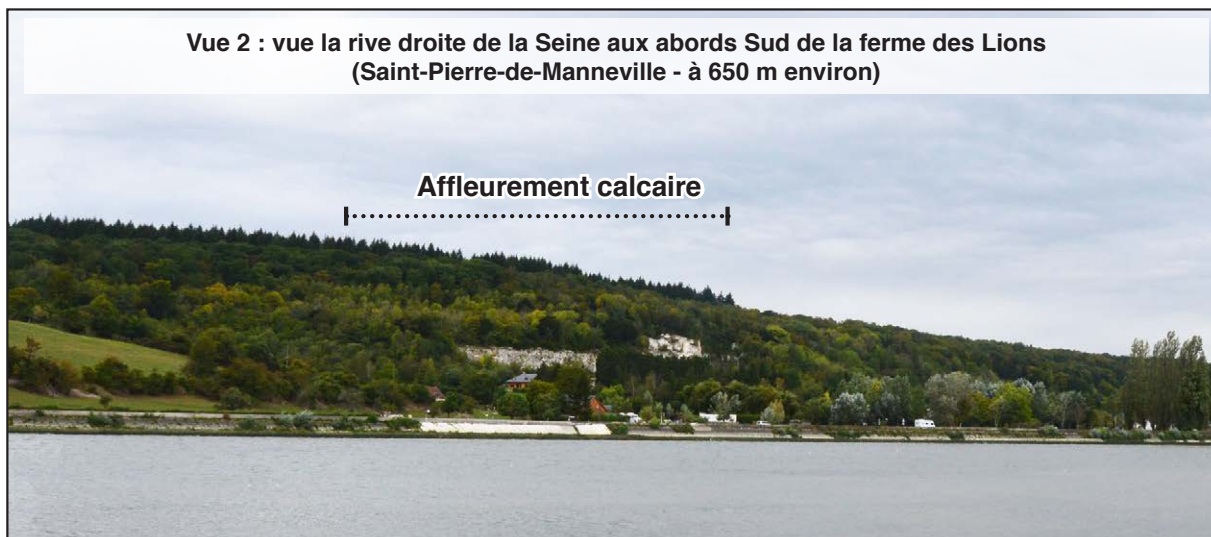 Vue 2 : vue la rive droite de la Seine aux abords Sud de la ferme des Lions
(Saint-Pierre-de-Manneville - à 650 m environ)
Affleurement calcaire